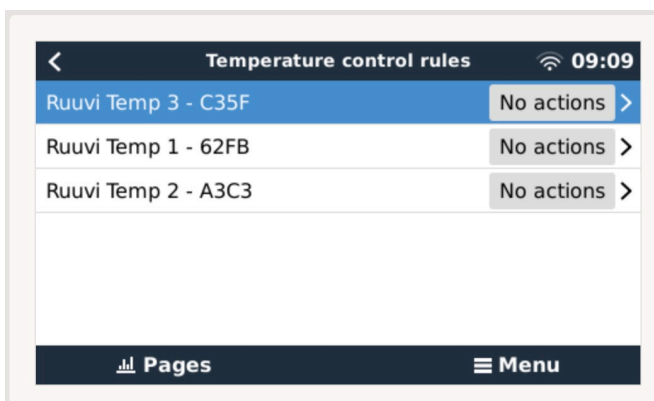 Temperature control rules 09:09
Ruuvi Temp 3 - C35F No actions
Ruuvi Temp 1 - 62FB No actions
Ruuvi Temp 2 - A3C3 No actions
Pages Menu